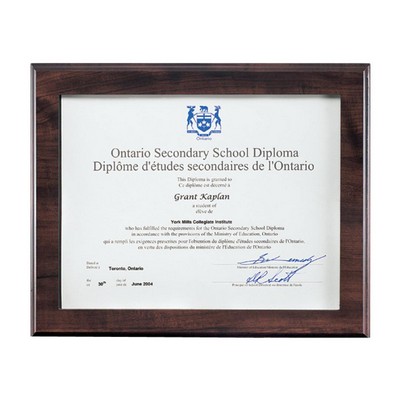 Ontario
Ontario Secondary School Diploma
Diplôme d'études secondaires de l'Ontario
This Diploma is granted to
Ce diplôme est décerné à
Grant Kaplan
a student of
élève de
York Mills Collegiate Institute
who has fulfilled the requirements for the Ontario Secondary School Diploma
in accordance with the provisions of the Ministry of Education, Ontario
qui a rempli les exigences prescrites pour l'obtention du diplôme d'études secondaires de l'Ontario,
en vertu des dispositions du ministère de l'Éducation de l'Ontario
Toronto, Ontario
30th
day of
June 2004